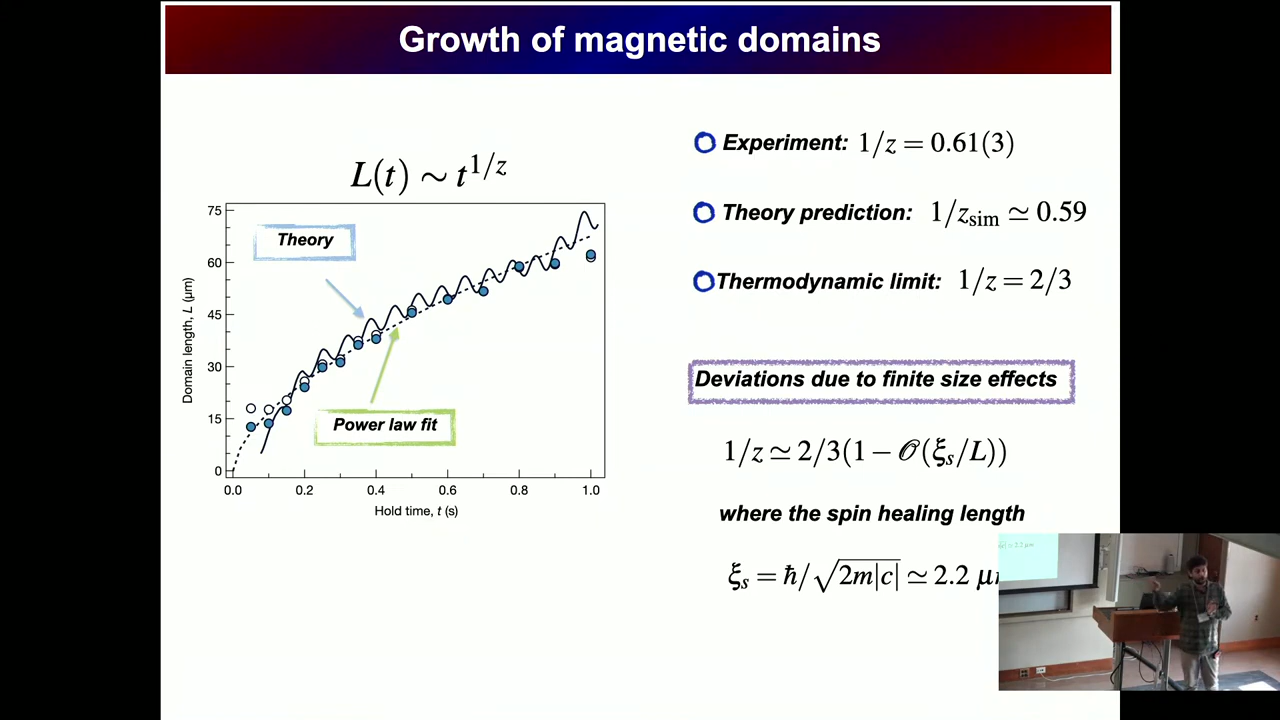 Growth of magnetic domains
L(t) ∼ t^{1/z}
75
60
45
30
15
0
Domain length, L (μm)
Theory
Power law fit
0.0 0.2 0.4 0.6 0.8 1.0
Hold time, t (s)
Experiment: 1/z = 0.61(3)
Theory prediction: 1/z_{sim} ≃ 0.59
Thermodynamic limit: 1/z = 2/3
Deviations due to finite size effects
1/z ≃ 2/3(1 − 𝒪(ξ_s/L))
where the spin healing length
ξ_s = ħ/√2m|c| ≃ 2.2 μ